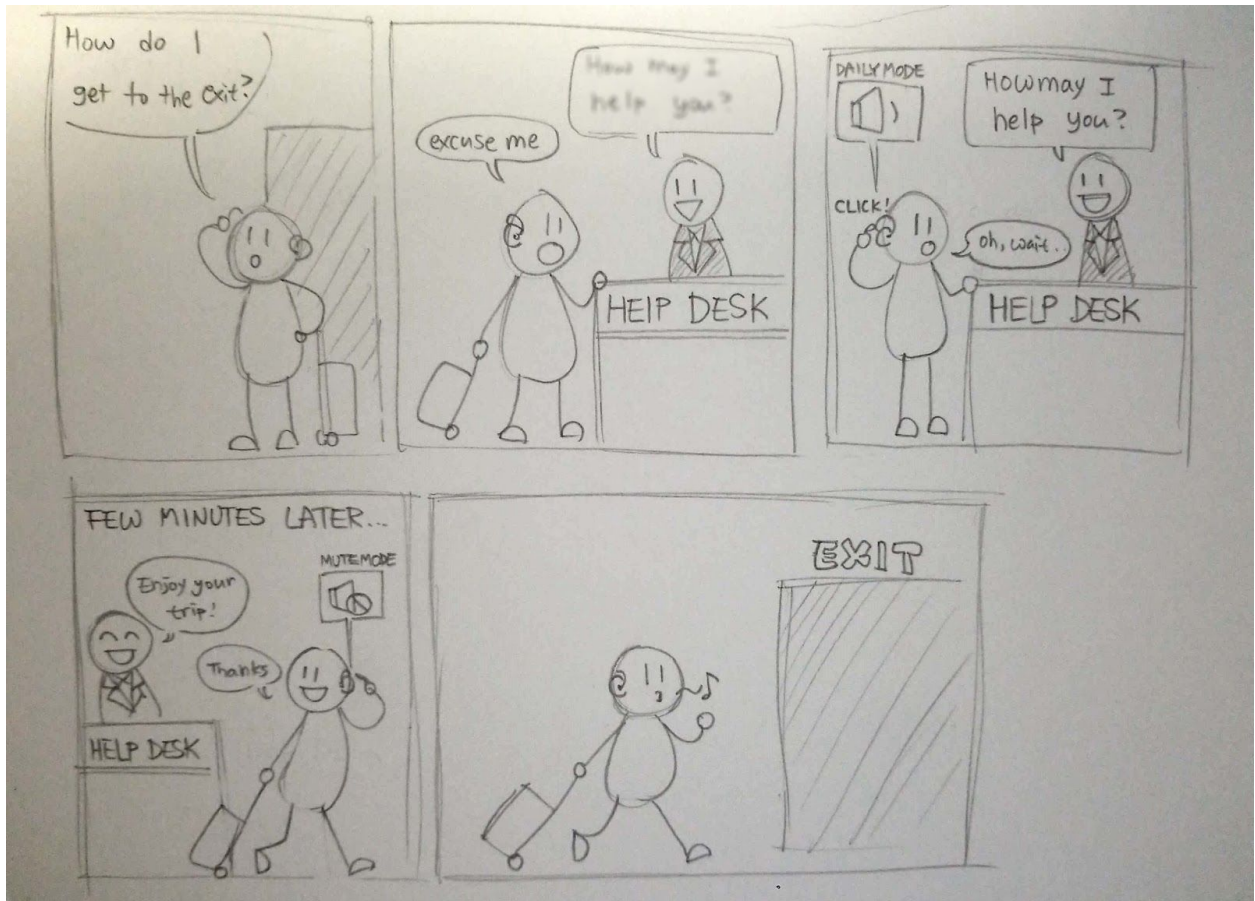 How do I
get to the exit?
excuse me
How may I
help you?
HElP DESK
DAILY MODE
How may I
help you?
CLICK!
oh, wait..
HELP DESK
FEW MINUTES LATER...
MUTE MODE
Enjoy your
trip!
Thanks
HELP DESK
EXIT